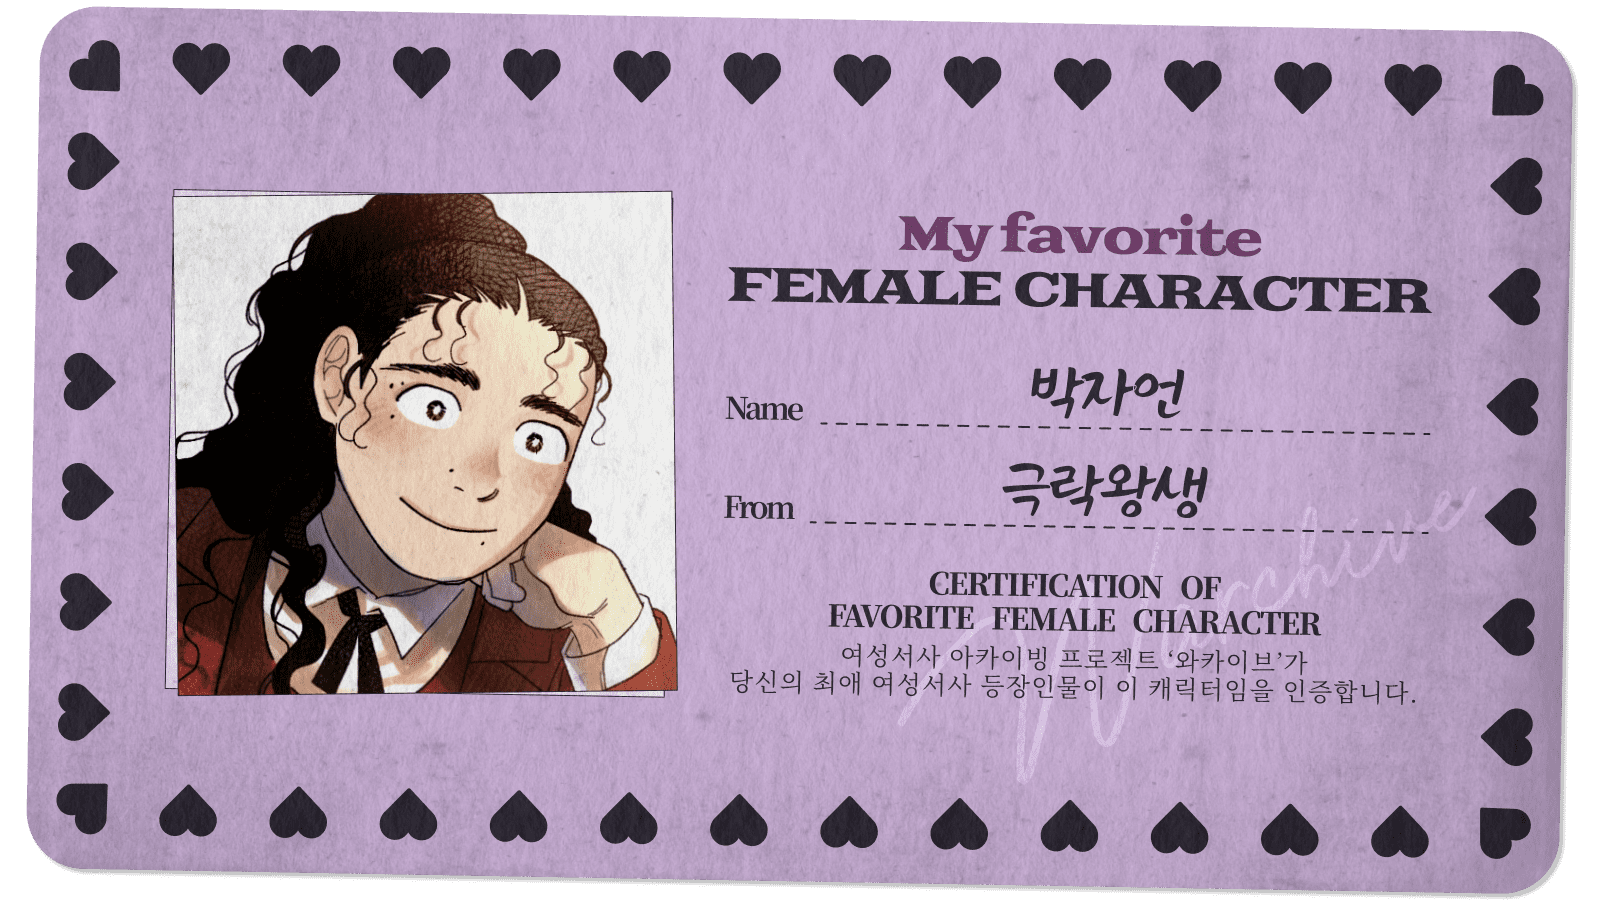 My favorite
FEMALE CHARACTER
Name 박자언
From 극락왕생
CERTIFICATION OF
FAVORITE FEMALE CHARACTER
여성서사 아카이빙 프로젝트 ‘와카이브’가
당신의 최애 여성서사 등장인물이 이 캐릭터임을 인증합니다.
Warchive